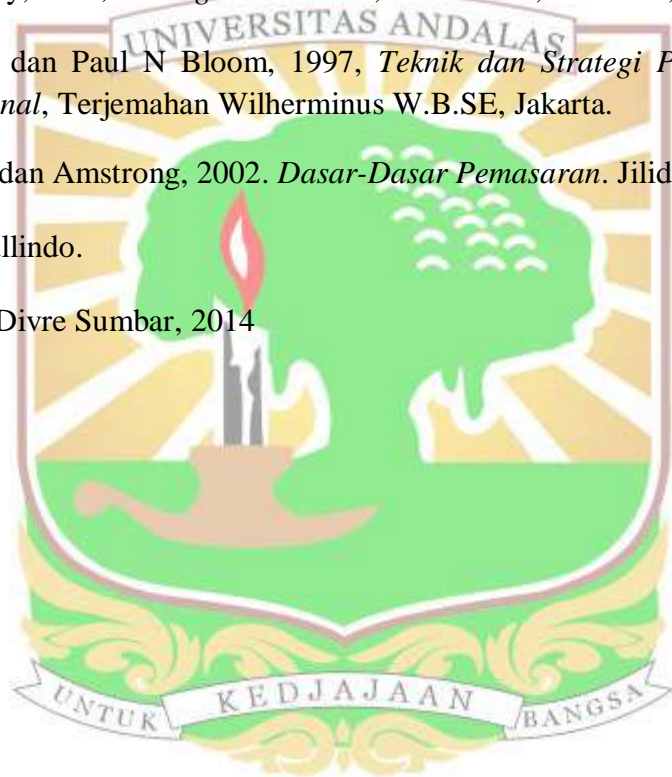 UNIVERSITAS ANDALAS
dan Paul N Bloom, 1997, Teknik dan Strategi P
nal, Terjemahan Wilherminus W.B.SE, Jakarta.
dan Amstrong, 2002. Dasar-Dasar Pemasaran. Jilid
llindo.
Divre Sumbar, 2014
UNTUK KEDJAJAAN BANGSA